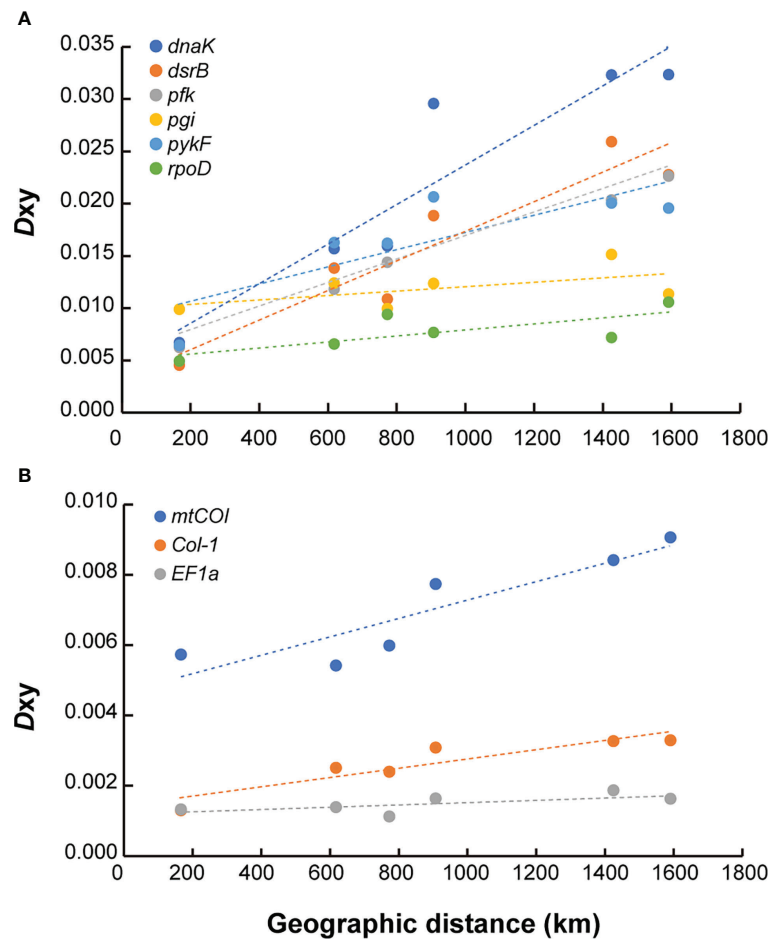 A
0.035
0.030
0.025
0.020
0.015
0.010
0.005
0.000
dnaK
dsrB
pfk
pgi
pykF
rpoD
Dxy
0 200 400 600 800 1000 1200 1400 1600 1800
B
0.010
0.008
0.006
0.004
0.002
0.000
mtCOI
Col-1
EF1a
Dxy
0 200 400 600 800 1000 1200 1400 1600 1800
Geographic distance (km)